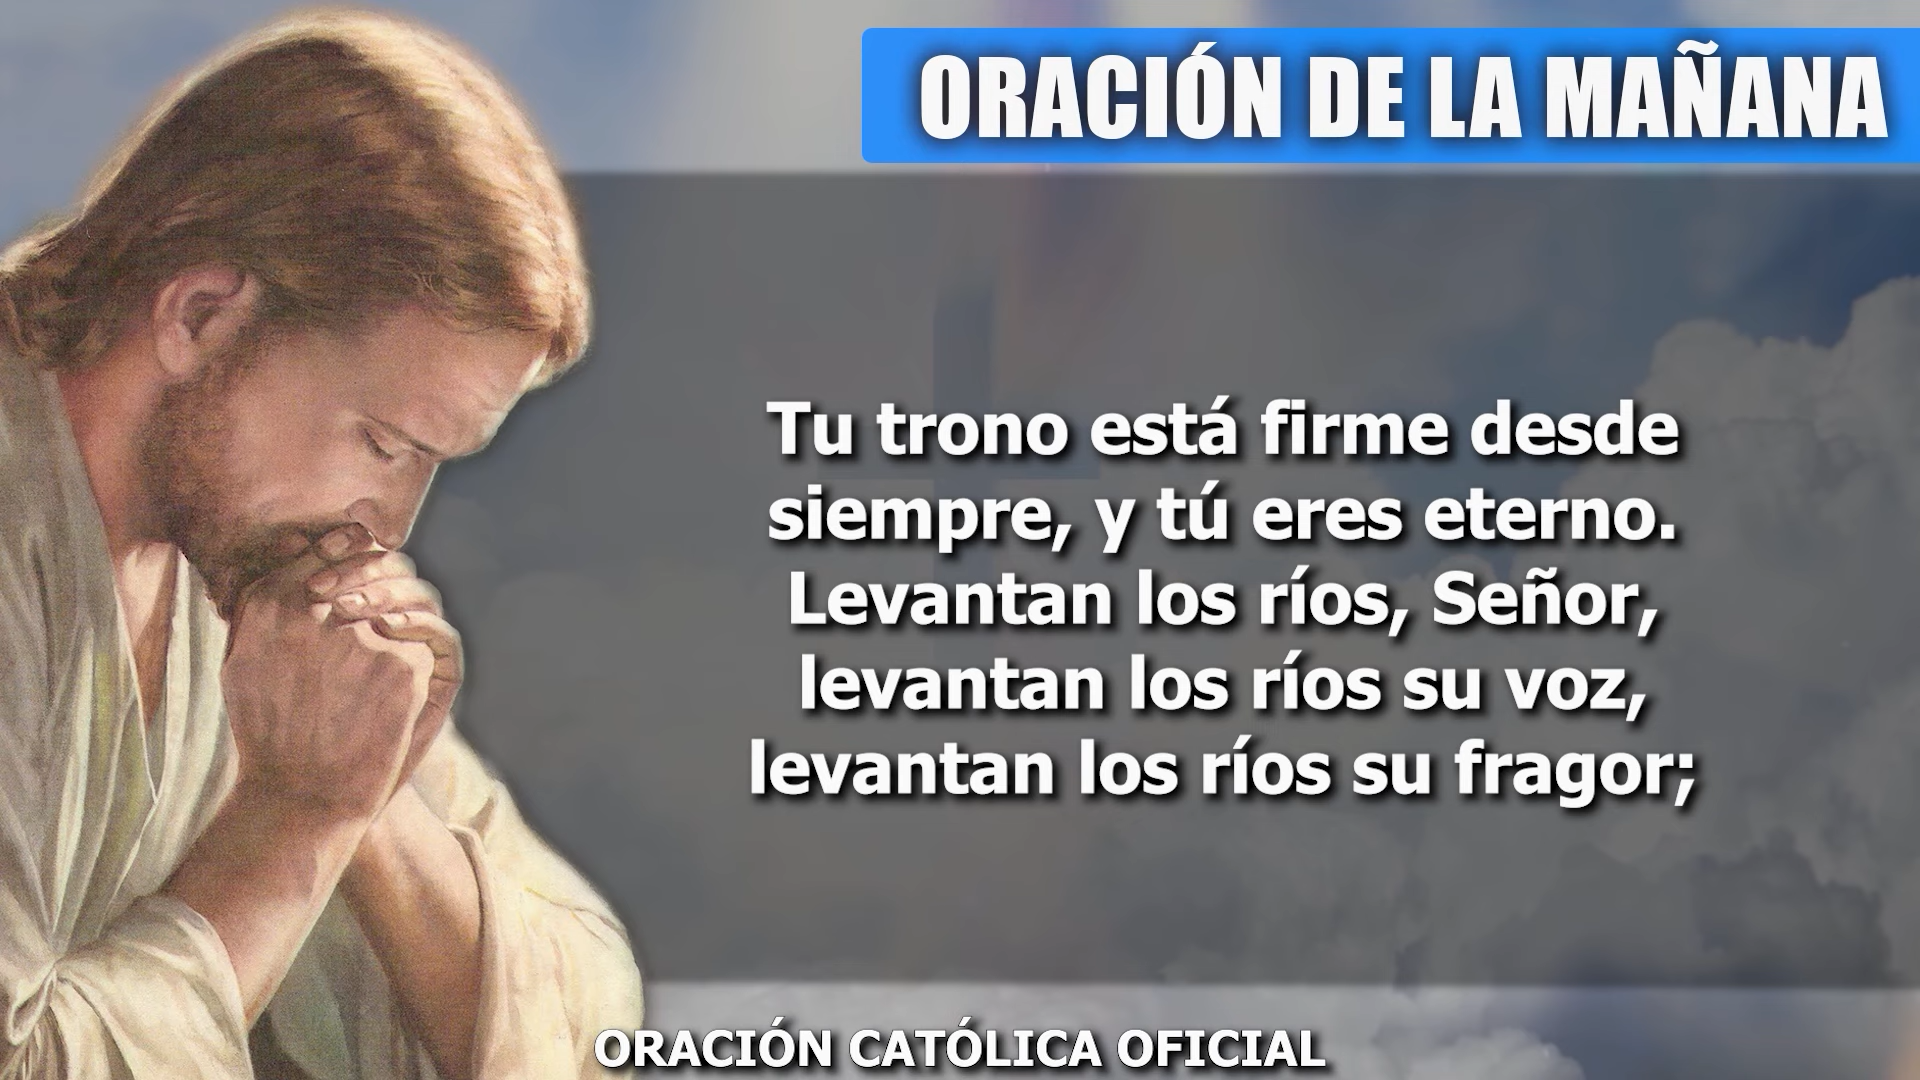 ORACIÓN DE LA MAÑANA
Tu trono está firme desde
siempre, y tú eres eterno.
Levantan los ríos, Señor,
levantan los ríos su voz,
levantan los ríos su fragor;
ORACIÓN CATÓLICA OFICIAL